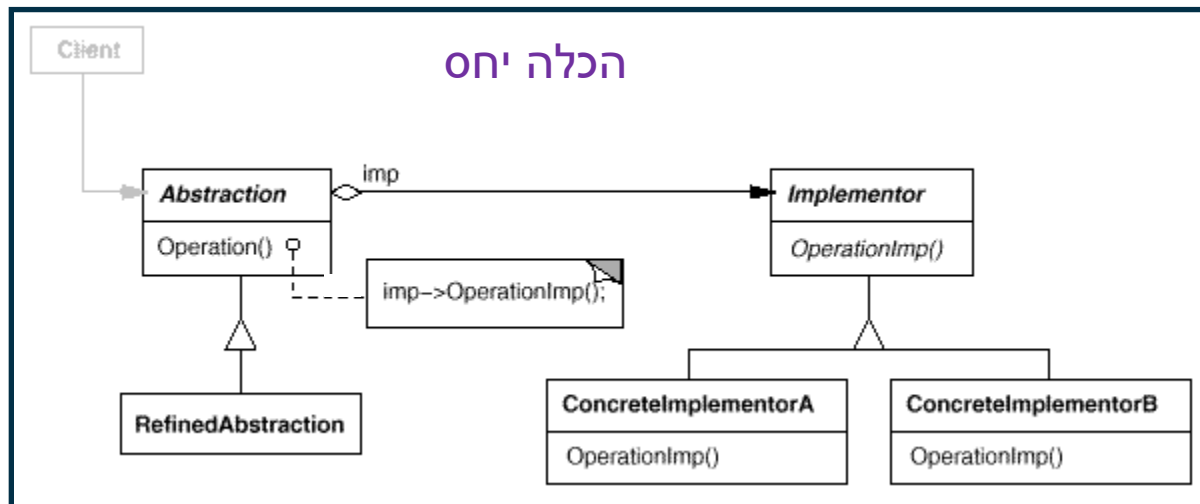 Client
הכלה יחס
imp
Abstraction
Operation()
imp->OperationImp();
Implementor
OperationImp()
RefinedAbstraction
ConcreteImplementorA
OperationImp()
ConcreteImplementorB
OperationImp()